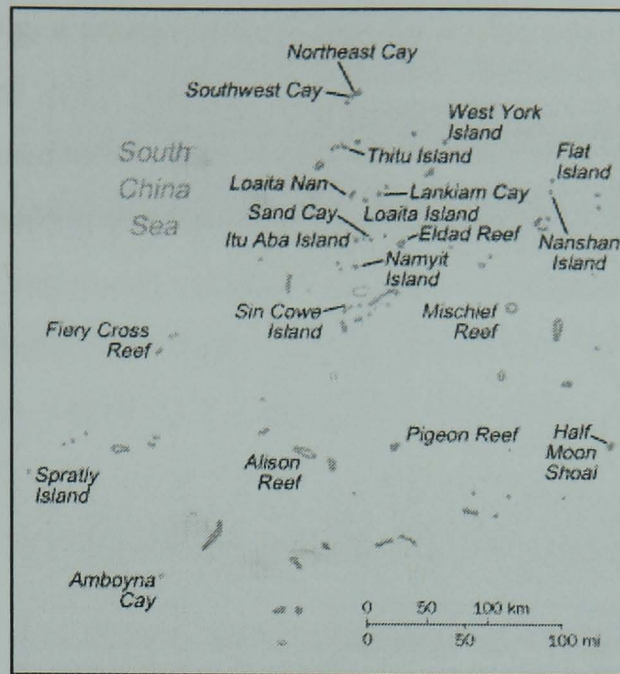 Northeast Cay
Southwest Cay
West York
Island
South
China
Sea
Thitu Island
Flat
Island
Loaita Nan
Lankiam Cay
Sand Cay
Loaita Island
Itu Aba Island
Eldad Reef
Nanshan
Island
Namyit
Island
Sin Cowe
Island
Mischief
Reef
Fiery Cross
Reef
Pigeon Reef
Half
Moon
Shoal
Alison
Reef
Spratly
Island
Amboyna
Cay
0 50 100 km
0 50 100 mi